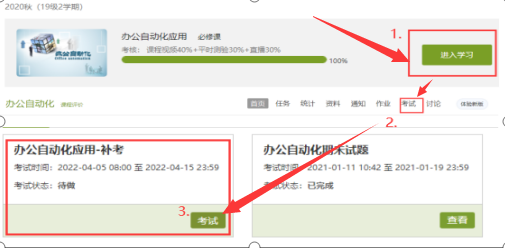 2020秋（19级2学期）
办公自动化应用 必修课
考核: 课程视频40%+平时测验30%+直播30%
100%
1.
进入学习
办公自动化
首页 任务 统计 资料 通知 作业 考试 讨论
2.
办公自动化应用-补考
考试时间：2022-04-05 08:00 至 2022-04-15 23:59
考试状态：待做
3.
考试
办公自动化期末试题
考试时间：2021-01-11 10:42 至 2021-01-19 23:59
考试状态：已完成
查看